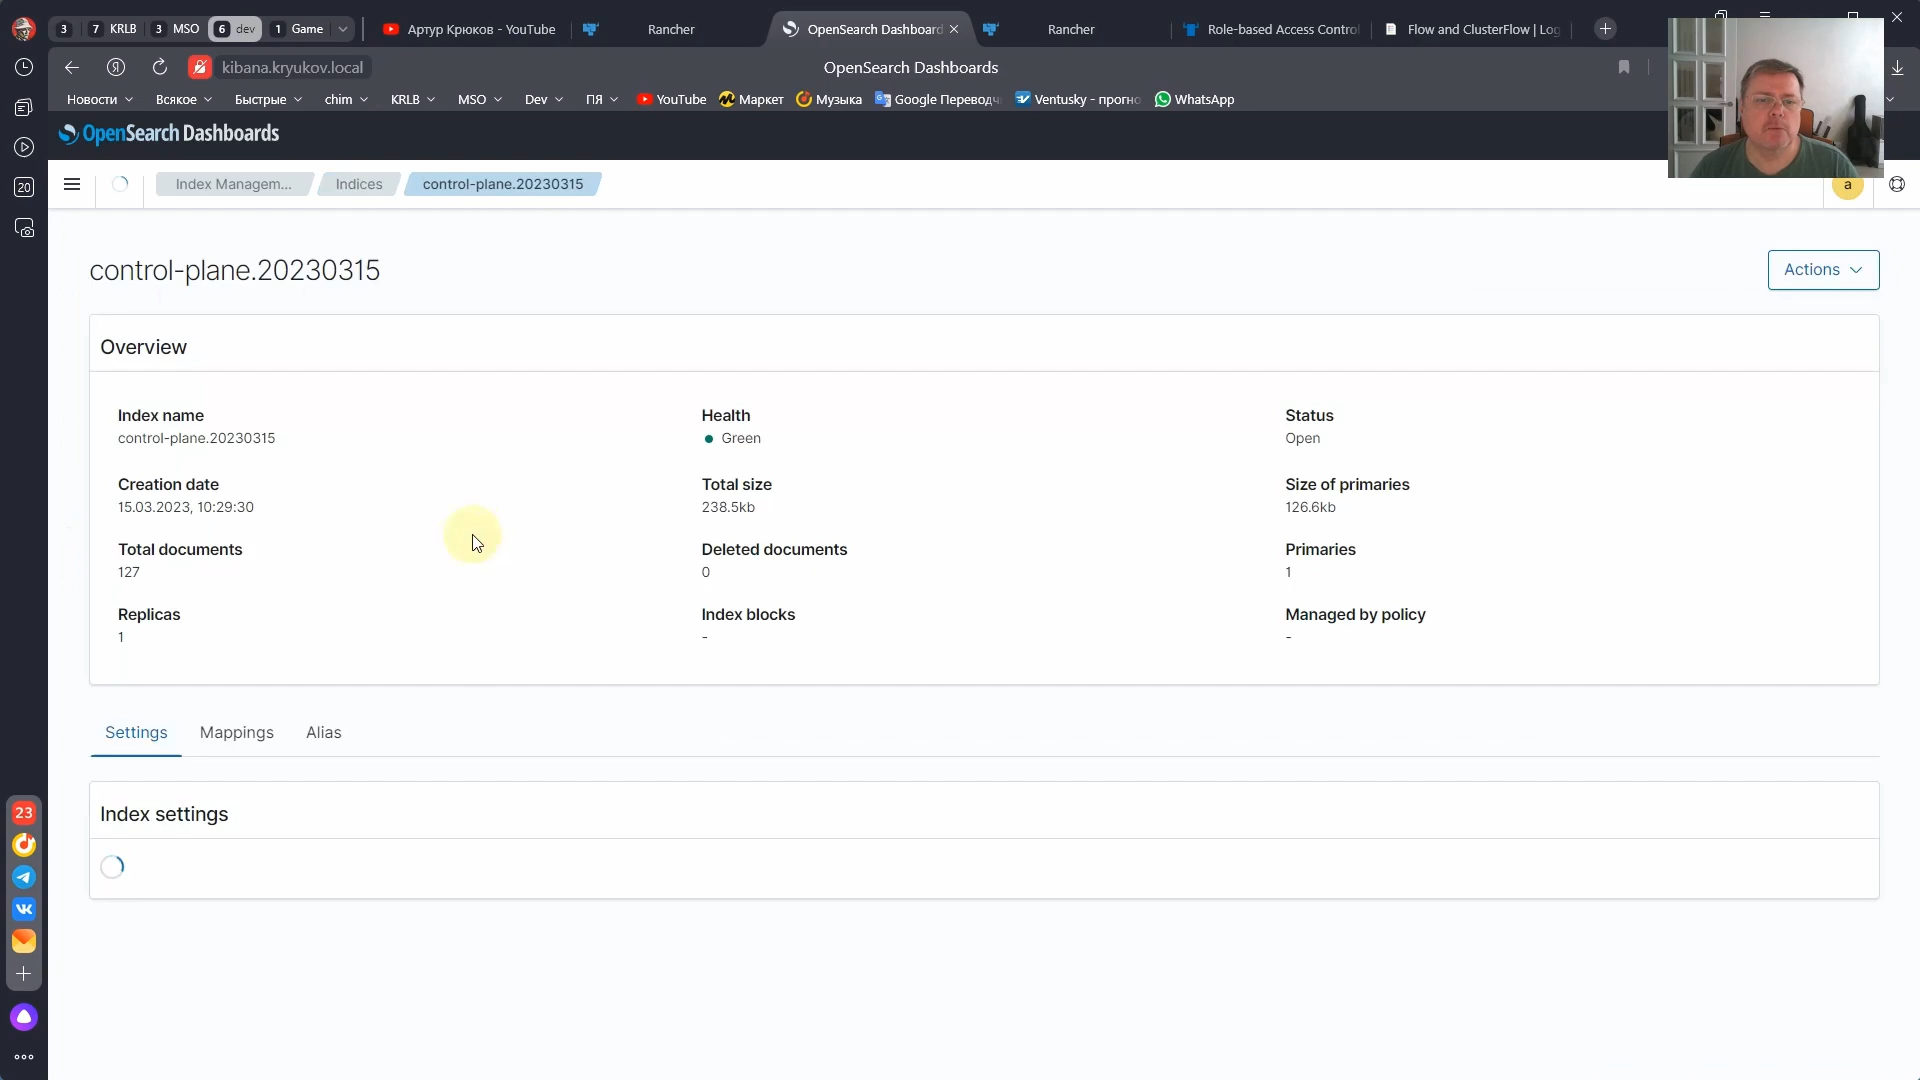 3
7 KRLB
3 MSO
6 dev
1 Game
Артур Крюков - YouTube
Rancher
OpenSearch Dashboard
Rancher
Role-based Access Control
Flow and ClusterFlow | Log
Я
kibana.kryukov.local
OpenSearch Dashboards
Новости
Всякое
Быстрые
chim
KRLB
MSO
Dev
ПЯ
YouTube
Маркет
Музыка
Google Переводч
Ventusky - прогно
WhatsApp
OpenSearch Dashboards
20
Index Managem...
Indices
control-plane.20230315
a
control-plane.20230315
Actions
Overview
Index name
control-plane.20230315
Health
Green
Status
Open
Creation date
15.03.2023, 10:29:30
Total size
238.5kb
Size of primaries
126.6kb
Total documents
127
Deleted documents
0
Primaries
1
Replicas
1
Index blocks
-
Managed by policy
-
Settings
Mappings
Alias
Index settings
23